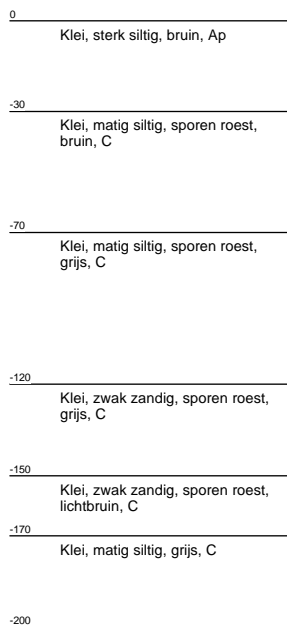 0
Klei, sterk siltig, bruin, Ap
-30
Klei, matig siltig, sporen roest,
bruin, C
-70
Klei, matig siltig, sporen roest,
grijs, C
-120
Klei, zwak zandig, sporen roest,
grijs, C
-150
Klei, zwak zandig, sporen roest,
lichtbruin, C
-170
Klei, matig siltig, grijs, C
-200